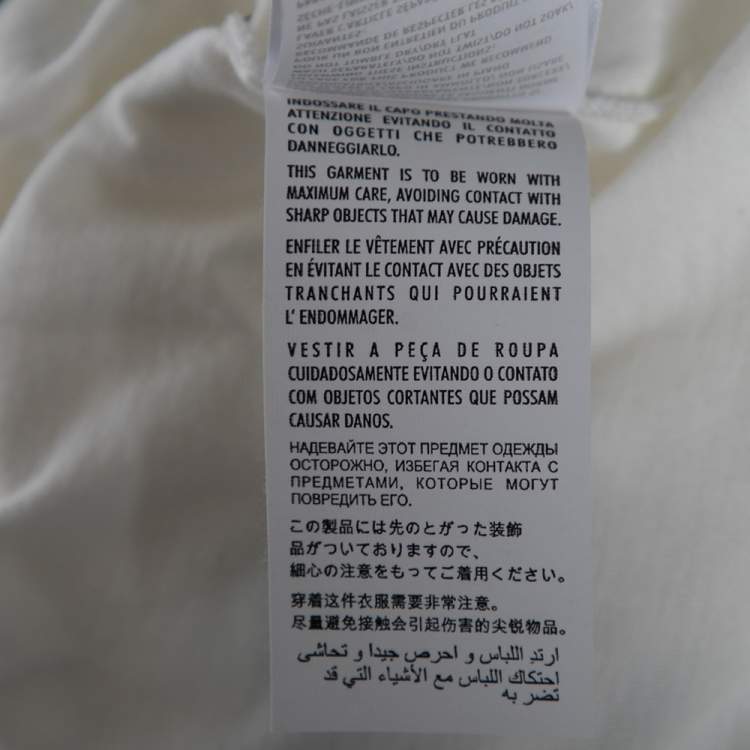 INDOSSARE IL CAPO PRESTANDO MOLTA
ATTENZIONE EVITANDO IL CONTATTO
CON OGGETTI CHE POTREBBERO
DANNEGGIARLO.
THIS GARMENT IS TO BE WORN WITH
MAXIMUM CARE, AVOIDING CONTACT WITH
SHARP OBJECTS THAT MAY CAUSE DAMAGE.
ENFILER LE VÊTEMENT AVEC PRÉCAUTION
EN ÉVITANT LE CONTACT AVEC DES OBJETS
TRANCHANTS QUI POURRAIENT
L' ENDOMMAGER.
VESTIR A PEÇA DE ROUPA
CUIDADOSAMENTE EVITANDO O CONTATO
COM OBJETOS CORTANTES QUE POSSAM
CAUSAR DANOS.
НАДЕВАЙТЕ ЭТОТ ПРЕДМЕТ ОДЕЖДЫ
ОСТОРОЖНО, ИЗБЕГАЯ КОНТАКТА С
ПРЕДМЕТАМИ, КОТОРЫЕ МОГУТ
ПОВРЕДИТЬ ЕГО.
この製品には先のとがった装飾
品がついておりますので、
細心の注意をもってご着用ください。
穿着这件衣服需要非常注意。
尽量避免接触会引起伤害的尖锐物品。
ارتدِ اللباس و احرص جيدا و تحاشى
احتكاك اللباس مع الأشياء التي قد
تضر به